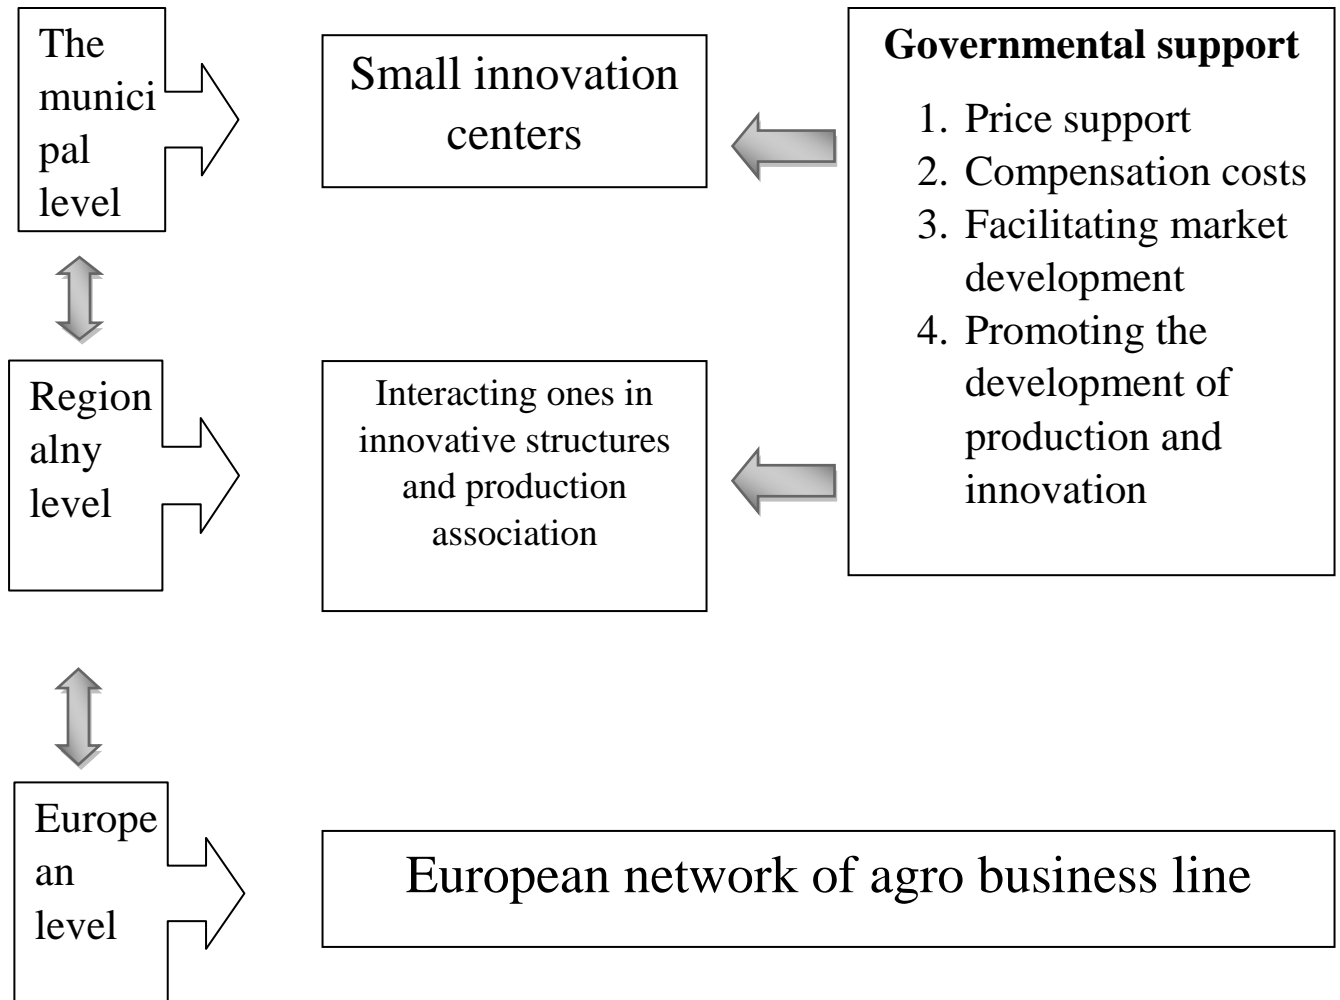 The
munici
pal
level
Small innovation
centers
Governmental support
1. Price support
2. Compensation costs
3. Facilitating market
development
4. Promoting the
development of
production and
innovation
Region
alny
level
Interacting ones in
innovative structures
and production
association
Europe
an
level
European network of agro business line